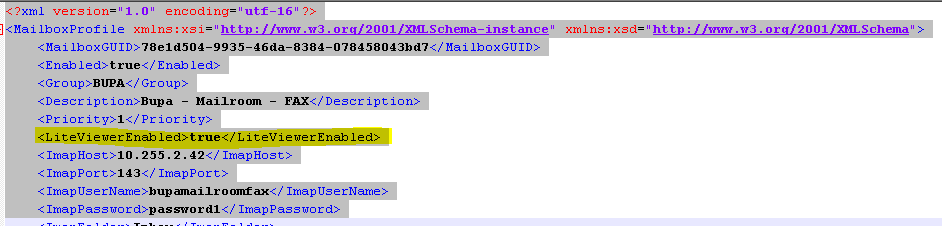 <?xml version="1.0" encoding="utf-16"?>
<MailboxProfile xmlns:xsi="http://www.w3.org/2001/XMLSchema-instance" xmlns:xsd="http://www.w3.org/2001/XMLSchema">
<MailboxGUID>78e1d504-9935-46da-8384-078458043bd7</MailboxGUID>
<Enabled>true</Enabled>
<Group>BUPA</Group>
<Description>Bupa - Mailroom - FAX</Description>
<Priority>1</Priority>
<LiteViewerEnabled>true</LiteViewerEnabled>
<ImapHost>10.255.2.42</ImapHost>
<ImapPort>143</ImapPort>
<ImapUserName>bupamailroomfax</ImapUserName>
<ImapPassword>password1</ImapPassword>